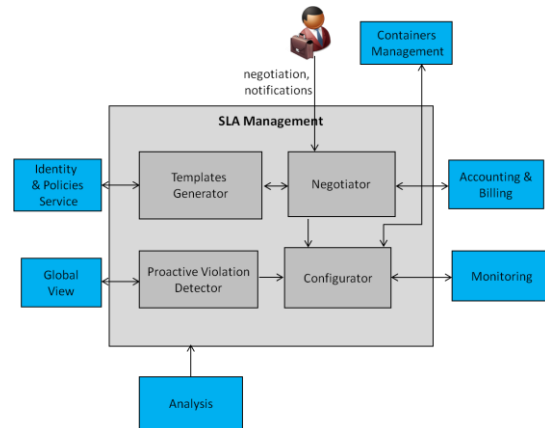 Containers
Management
negotiation,
notifications
SLA Management
Identity
& Policies
Service
Templates
Generator
Negotiator
Accounting &
Billing
Global
View
Proactive Violation
Detector
Configurator
Monitoring
Analysis